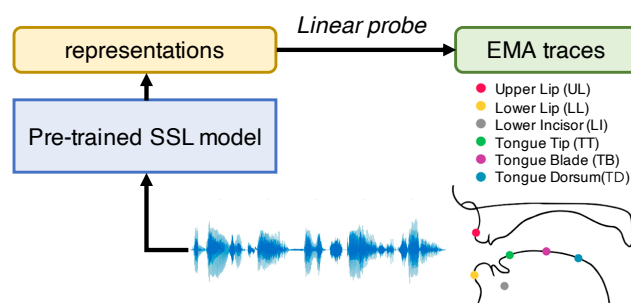 Linear probe
representations
EMA traces
Pre-trained SSL model
Upper Lip (UL)
Lower Lip (LL)
Lower Incisor (LI)
Tongue Tip (TT)
Tongue Blade (TB)
Tongue Dorsum(TD)